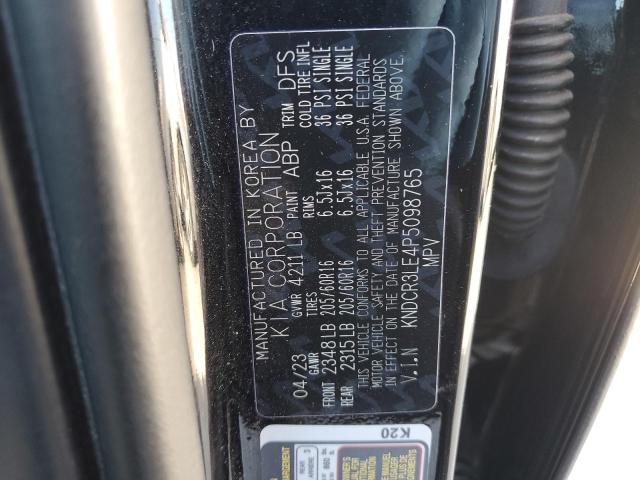 MANUFACTURED IN KOREA BY
KIA CORPORATION
04/23 GVWR 4211 LB PAINT ABP TRIM DFS
GAWR TIRES RIMS COLD TIRE INFL
FRONT 2348LB 205/60R16 6.5Jx16 36 PSI SINGLE
REAR 2315LB 205/60R16 6.5Jx16 36 PSI SINGLE
THIS VEHICLE CONFORMS TO ALL APPLICABLE U.S.A. FEDERAL
MOTOR VEHICLE SAFETY AND THEFT PREVENTION STANDARDS
IN EFFECT ON THE DATE OF MANUFACTURE SHOWN ABOVE.
V.I.N KNDCR3LE4P5098765
MPV
K20
REAR
ARRIÈRE 3